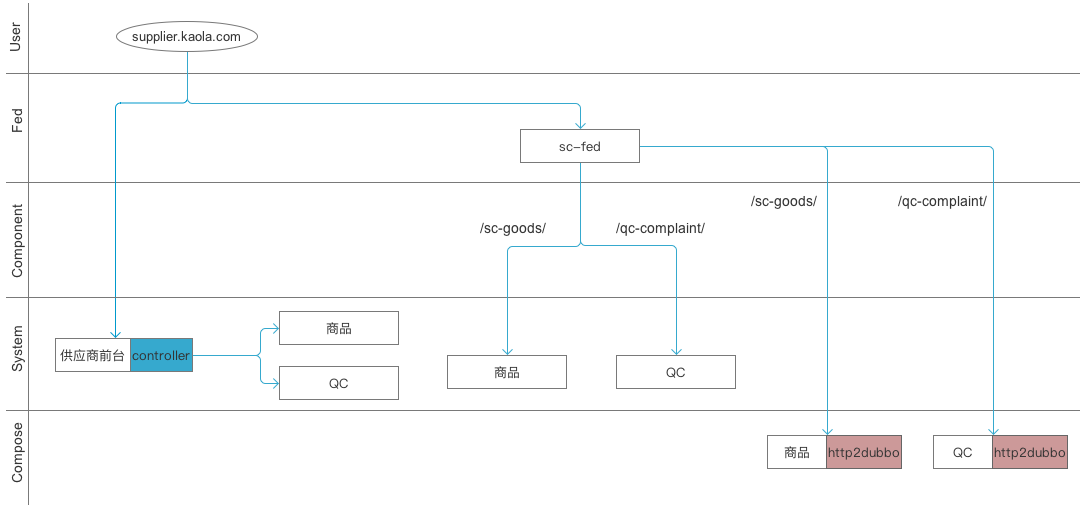 User
supplier.kaola.com
Fed
sc-fed
Component
/sc-goods/
/qc-complaint/
/sc-goods/
/qc-complaint/
System
供应商前台
controller
商品
QC
商品
QC
Compose
商品
http2dubbo
QC
http2dubbo